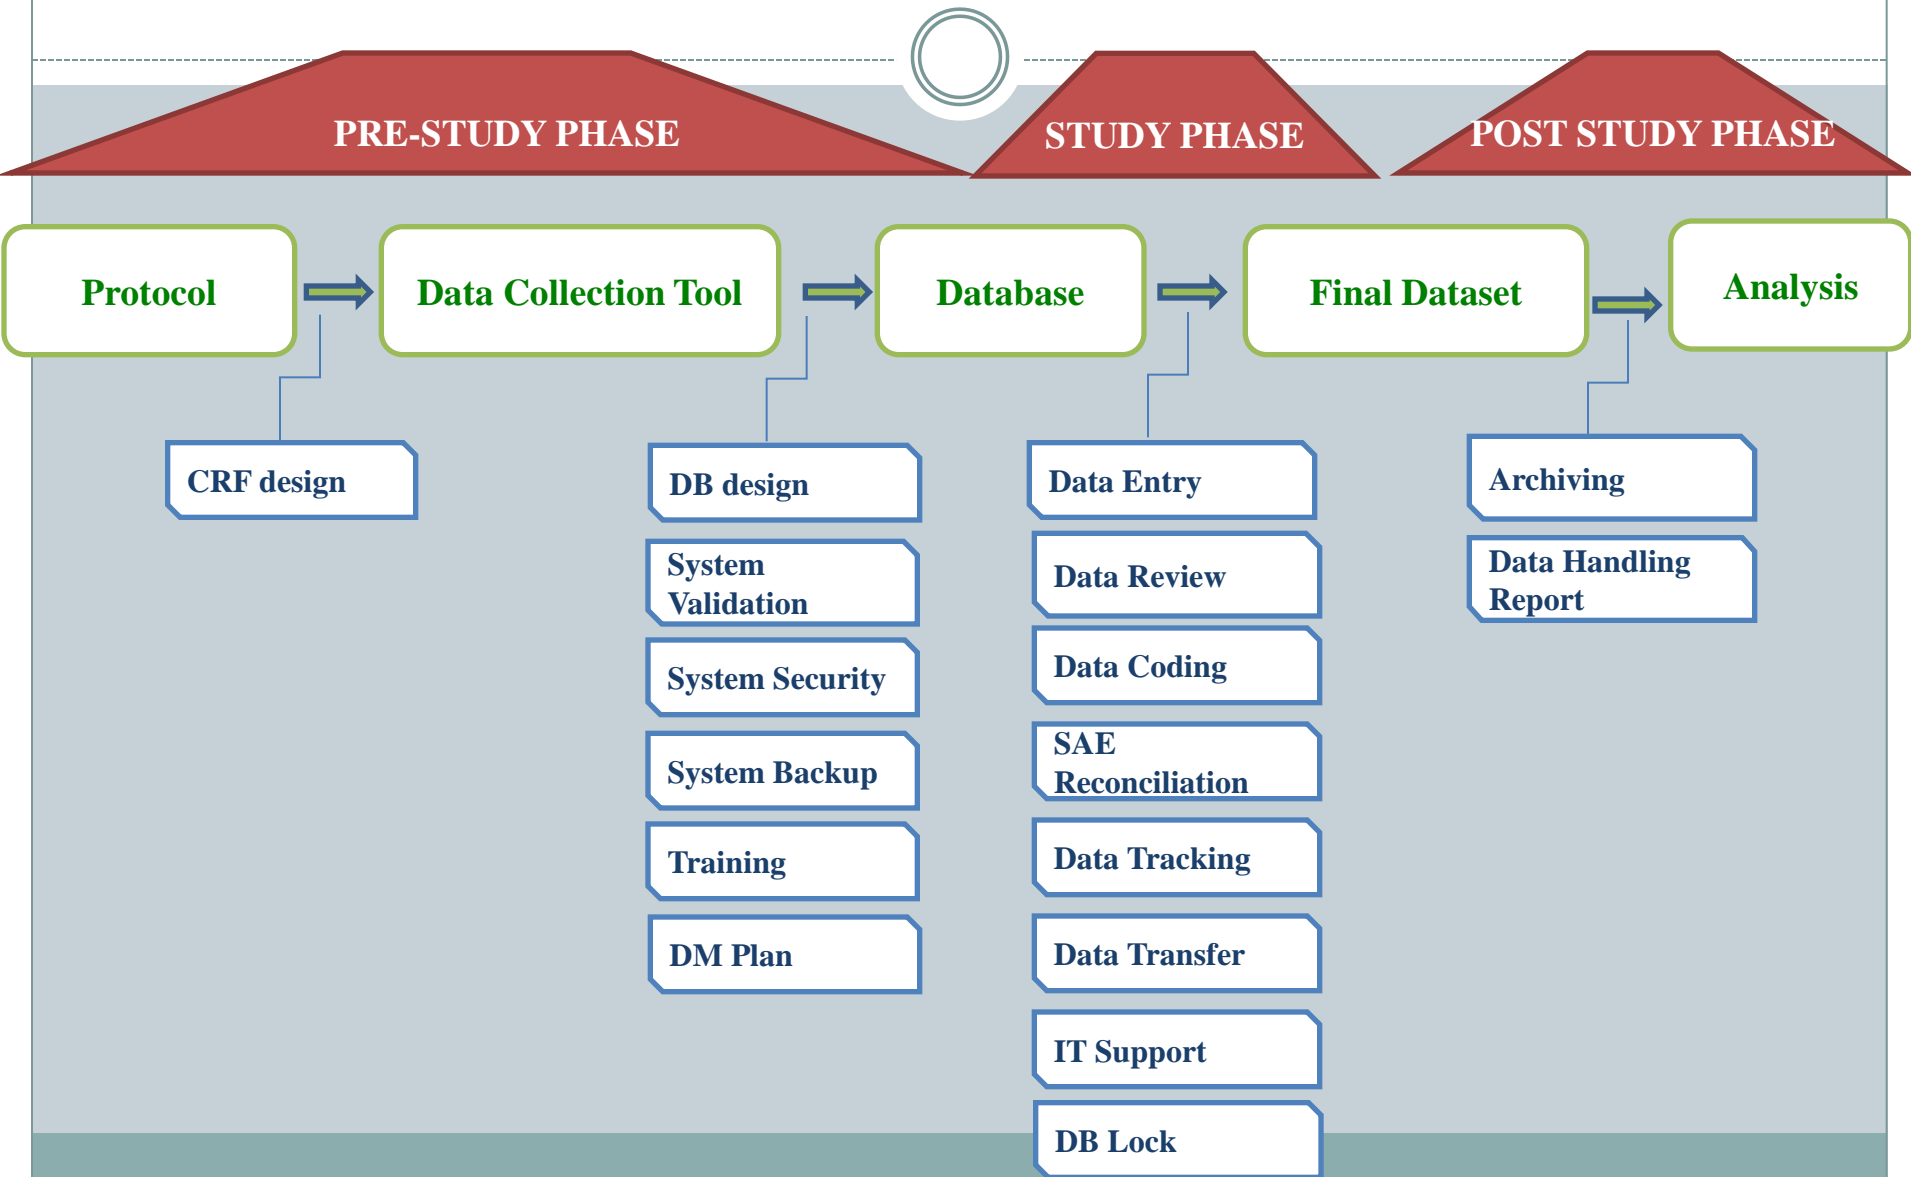 PRE-STUDY PHASE
STUDY PHASE
POST STUDY PHASE
Protocol
Data Collection Tool
Database
Final Dataset
Analysis
CRF design
DB design
System
Validation
System Security
System Backup
Training
DM Plan
Data Entry
Data Review
Data Coding
SAE
Reconciliation
Data Tracking
Data Transfer
IT Support
DB Lock
Archiving
Data Handling
Report